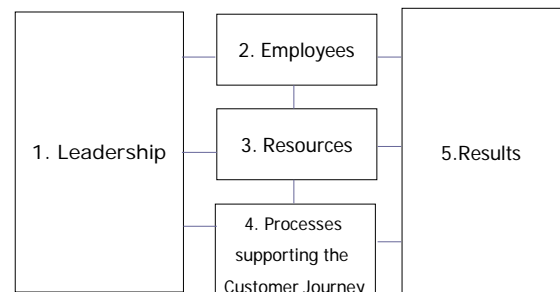 1. Leadership
2. Employees
3. Resources
4. Processes
supporting the
Customer Journey
5.Results